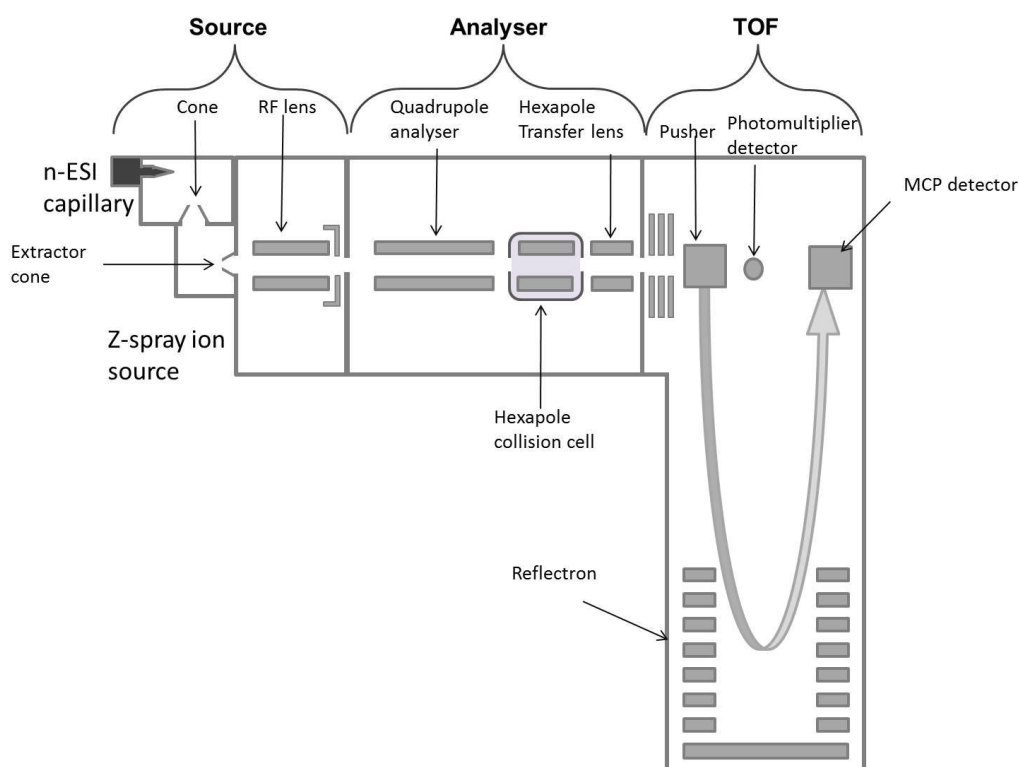 Source
Analyser
TOF
Cone
RF lens
Quadrupole
analyser
Hexapole
Transfer lens
Pusher
Photomultiplier
detector
MCP detector
n-ESI
capillary
Extractor
cone
Z-spray ion
source
Hexapole
collision cell
Reflectron